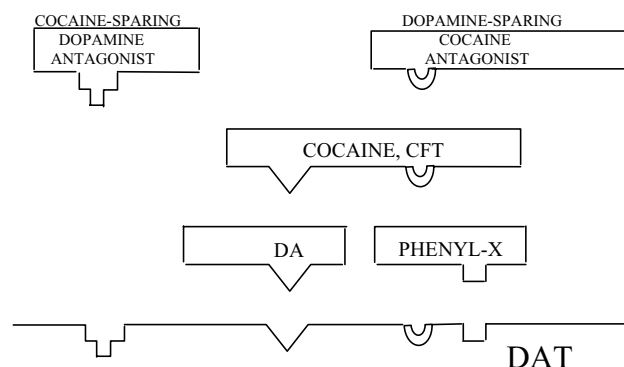 COCAINE-SPARING
DOPAMINE
ANTAGONIST
DOPAMINE-SPARING
COCAINE
ANTAGONIST
COCAINE, CFT
DA
PHENYL-X
DAT